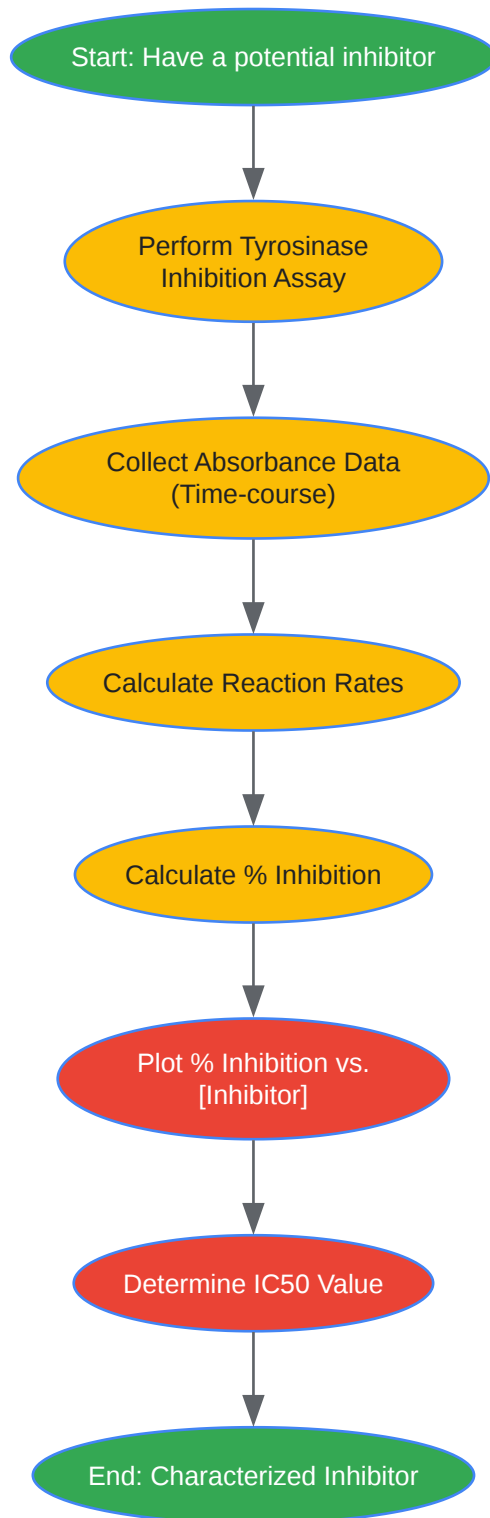 Start: Have a potential inhibitor
Perform Tyrosinase
Inhibition Assay
Collect Absorbance Data
(Time-course)
Calculate Reaction Rates
Calculate % Inhibition
Plot % Inhibition vs.
[Inhibitor]
Determine IC50 Value
End: Characterized Inhibitor